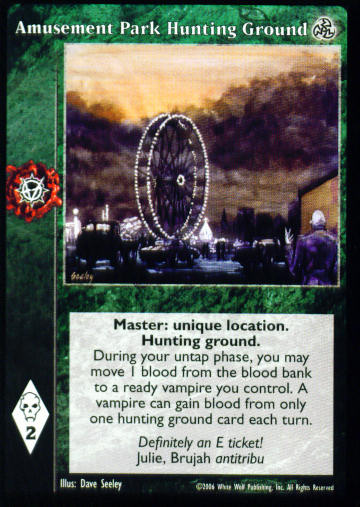 Amusement Park Hunting Ground
Seeley
Master: unique location.
Hunting ground.
During your untap phase, you may
move 1 blood from the blood bank
to a ready vampire you control. A
vampire can gain blood from only
one hunting ground card each turn.
Definitely an E ticket!
Julie, Brujah antitribu
2
Illus: Dave Seeley
©2006 White Wolf Publishing, Inc. All Rights Reserved